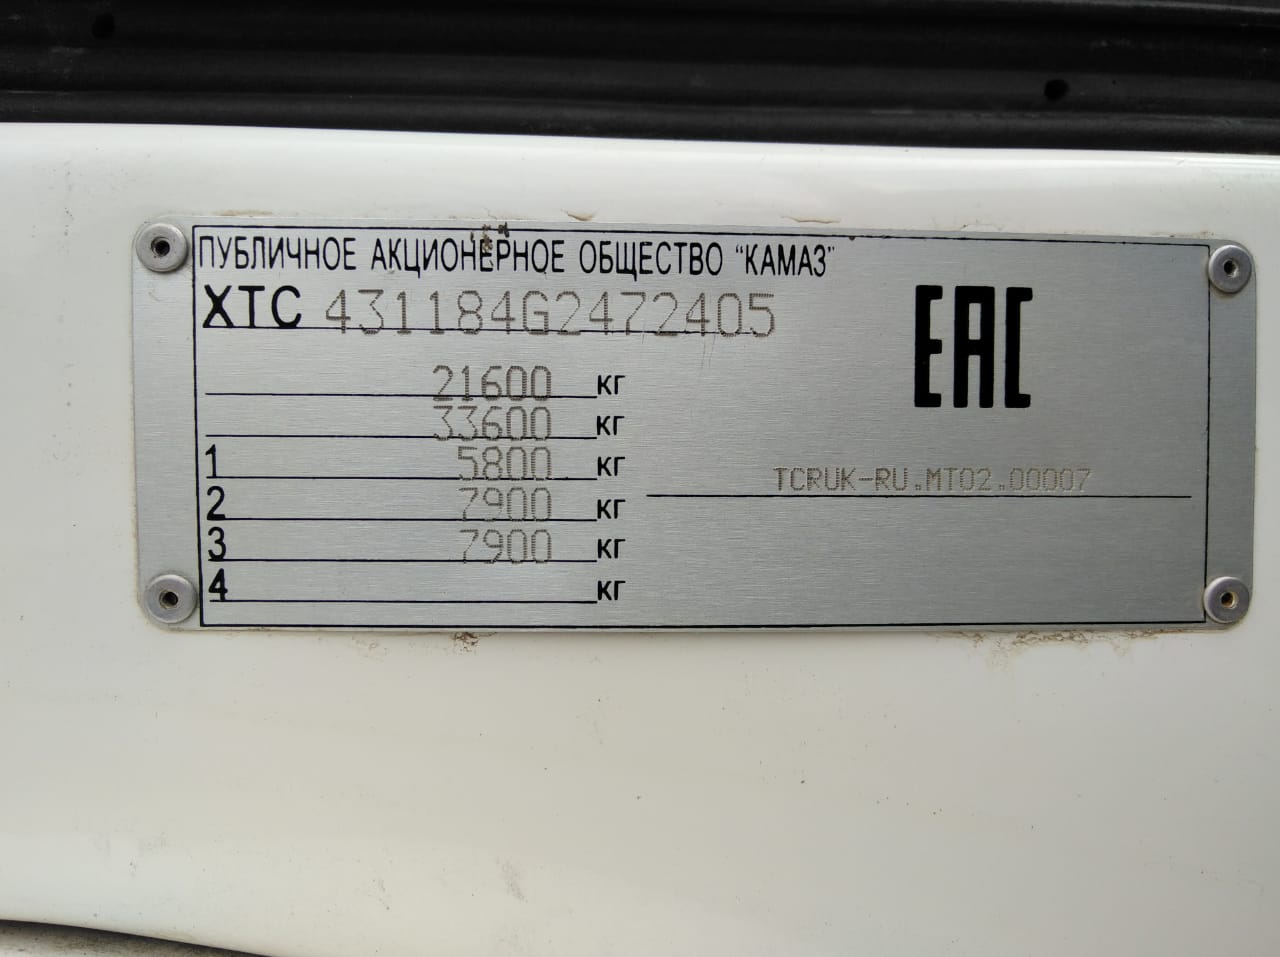 ПУБЛИЧНОЕ АКЦИОНЕРНОЕ ОБЩЕСТВО "КАМАЗ"
XTC 431184G2472405
EAC
21600 кг
33600 кг
1 5800 кг
2 7900 кг
3 7900 кг
4 кг
TCRUK-RU.MT02.00007